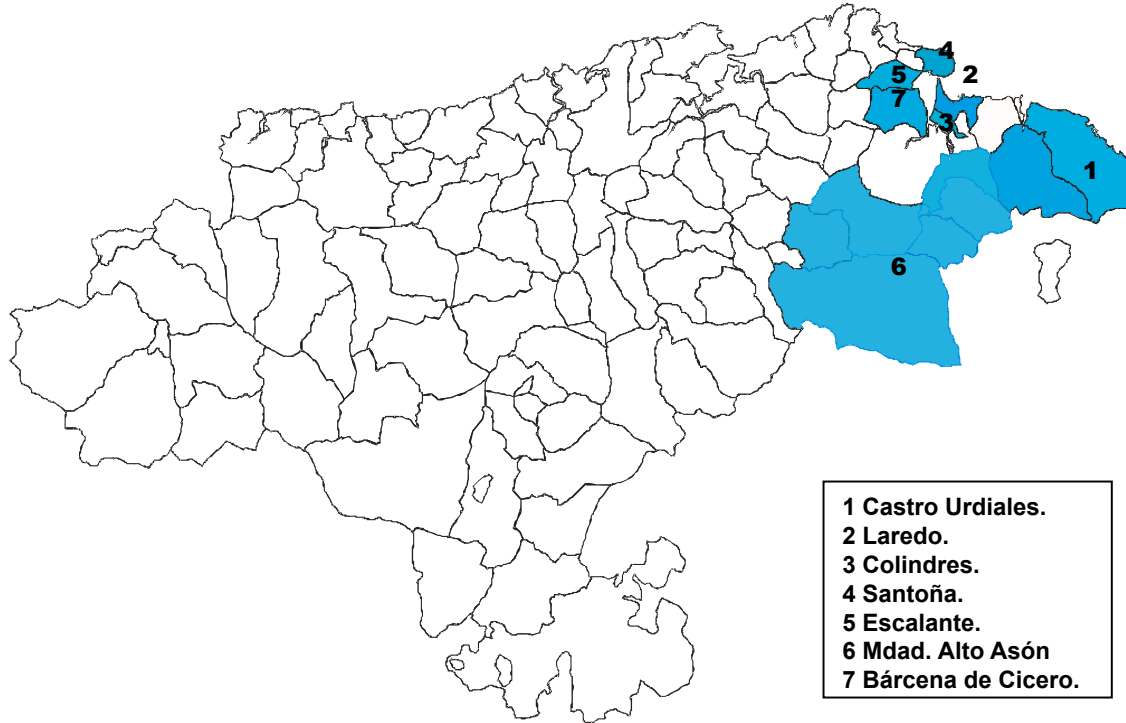 4
2
5
7
3
1
6
1 Castro Urdiales.
2 Laredo.
3 Colindres.
4 Santoña.
5 Escalante.
6 Mdad. Alto Asón
7 Bárcena de Cicero.